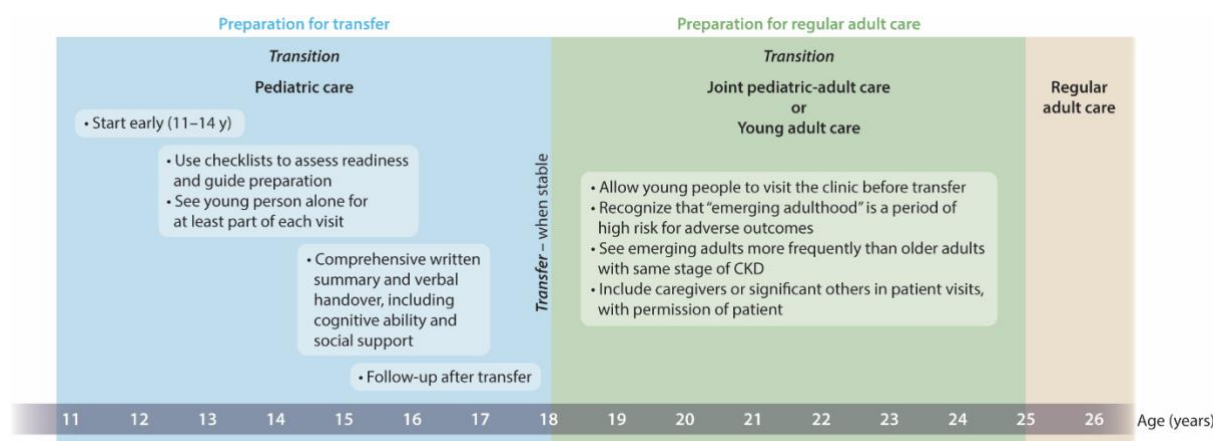 Preparation for transfer
Transition
Pediatric care
• Start early (11–14 y)
• Use checklists to assess readiness
and guide preparation
• See young person alone for
at least part of each visit
• Comprehensive written
summary and verbal
handover, including
cognitive ability and
social support
• Follow-up after transfer
Transfer – when stable
Preparation for regular adult care
Transition
Joint pediatric-adult care
or
Young adult care
• Allow young people to visit the clinic before transfer
• Recognize that “emerging adulthood” is a period of
high risk for adverse outcomes
• See emerging adults more frequently than older adults
with same stage of CKD
• Include caregivers or significant others in patient visits,
with permission of patient
Regular
adult care
11 12 13 14 15 16 17 18 19 20 21 22 23 24 25 26 Age (years)